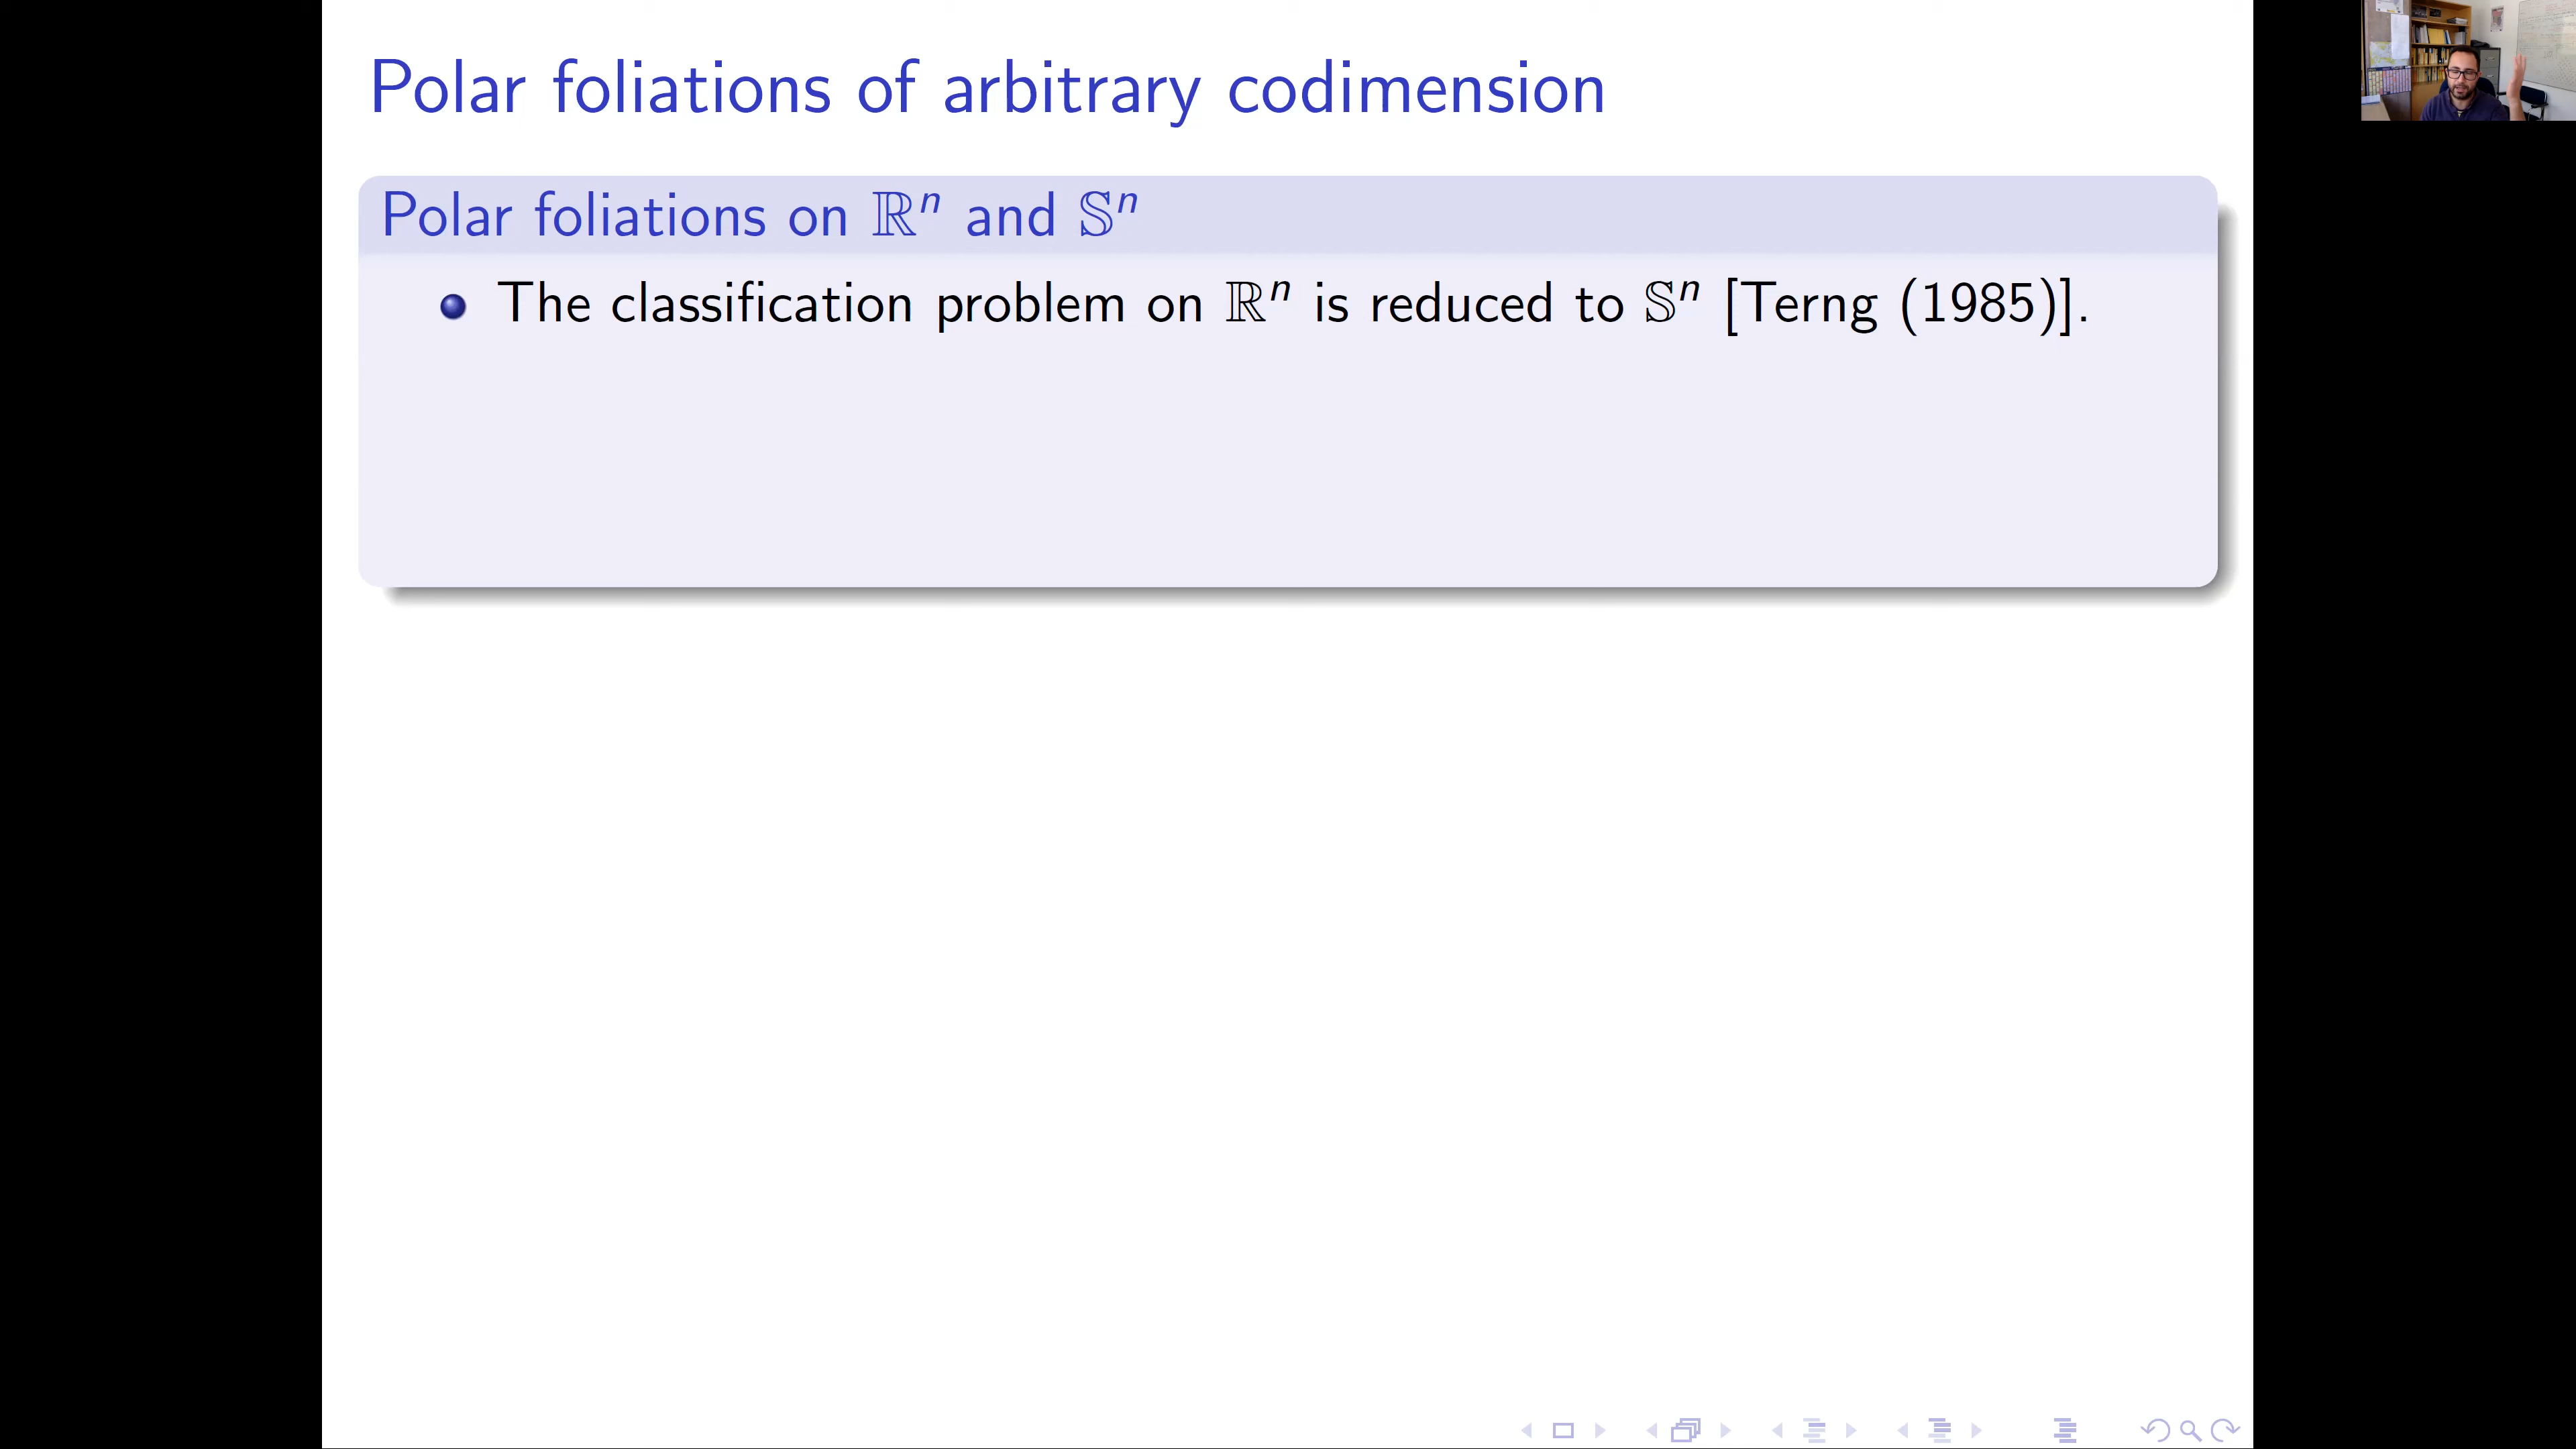 Polar foliations of arbitrary codimension
Polar foliations on ℝⁿ and 𝕊ⁿ
The classification problem on ℝⁿ is reduced to 𝕊ⁿ [Terng (1985)].